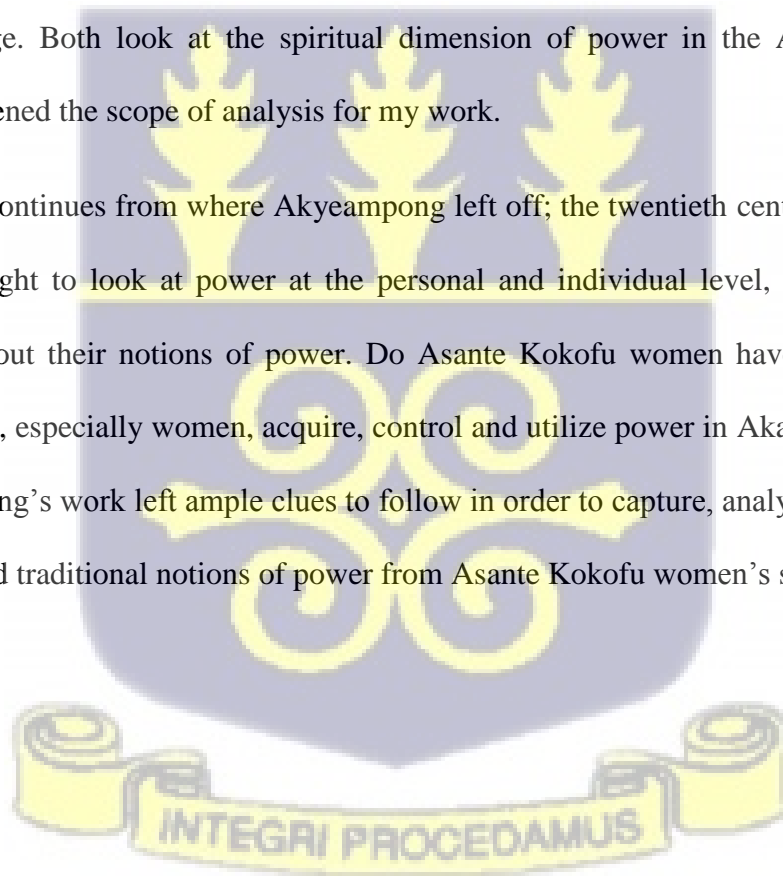 ge. Both look at the spiritual dimension of power in the A
ened the scope of analysis for my work.
ontinues from where Akyeampong left off; the twentieth cent
ght to look at power at the personal and individual level,
out their notions of power. Do Asante Kokofu women hav
, especially women, acquire, control and utilize power in Aka
ng’s work left ample clues to follow in order to capture, analy
d traditional notions of power from Asante Kokofu women’s s
INTEGRI PROCEDAMUS